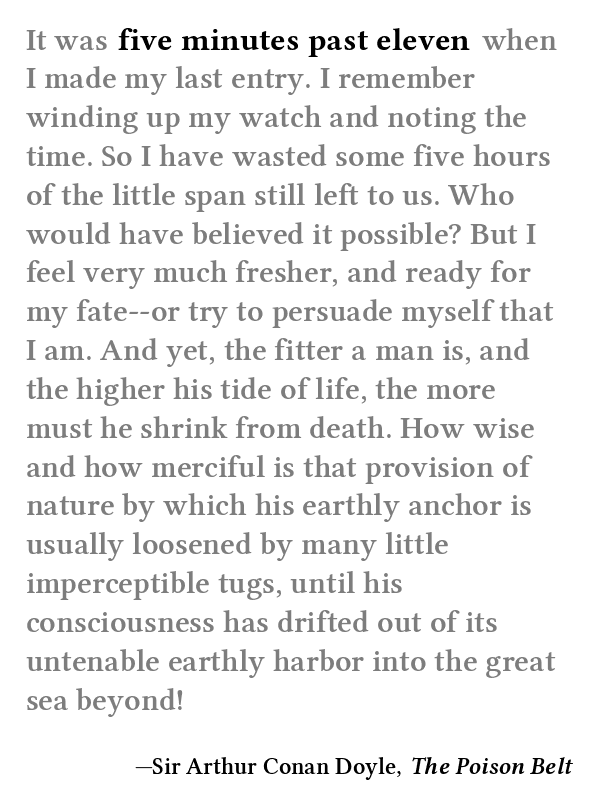 It was five minutes past eleven when
I made my last entry. I remember
winding up my watch and noting the
time. So I have wasted some five hours
of the little span still left to us. Who
would have believed it possible? But I
feel very much fresher, and ready for
my fate--or try to persuade myself that
I am. And yet, the fitter a man is, and
the higher his tide of life, the more
must he shrink from death. How wise
and how merciful is that provision of
nature by which his earthly anchor is
usually loosened by many little
imperceptible tugs, until his
consciousness has drifted out of its
untenable earthly harbor into the great
sea beyond!
—Sir Arthur Conan Doyle, The Poison Belt